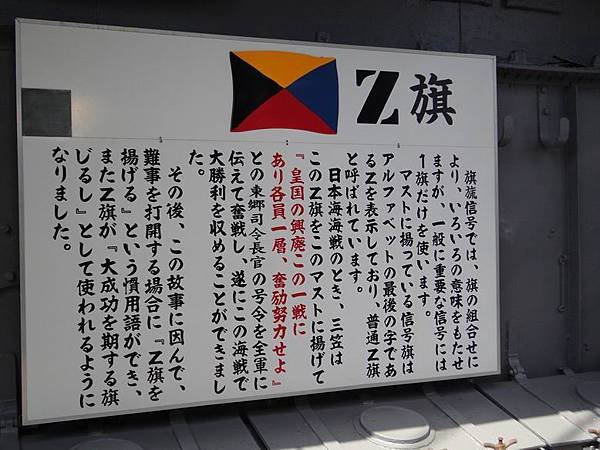 Z旗
旗旒信号では、旗の組合せに
より、いろいろの意味をもたせ
ますが、一般に重要な信号には
1旗だけを使います。
マストに揚っている信号旗は
アルファベットの最後の字であ
るZを表示しており、普通Z旗
と呼ばれています。
日本海海戦のとき、三笠は
このZ旗をこのマストに揚げて
『皇国の興廃この一戦に
あり各員一層、奮励努力せよ』
との東郷司令長官の号令を全軍に
伝えて奮戦し、遂にこの海戦で
大勝利を収めることができまし
た。
その後、この故事に因んで、
難事を打開する場合に『Z旗を
揚げる』という慣用語ができ、
またZ旗が『大成功を期する旗
じるし』として使われるように
なりました。